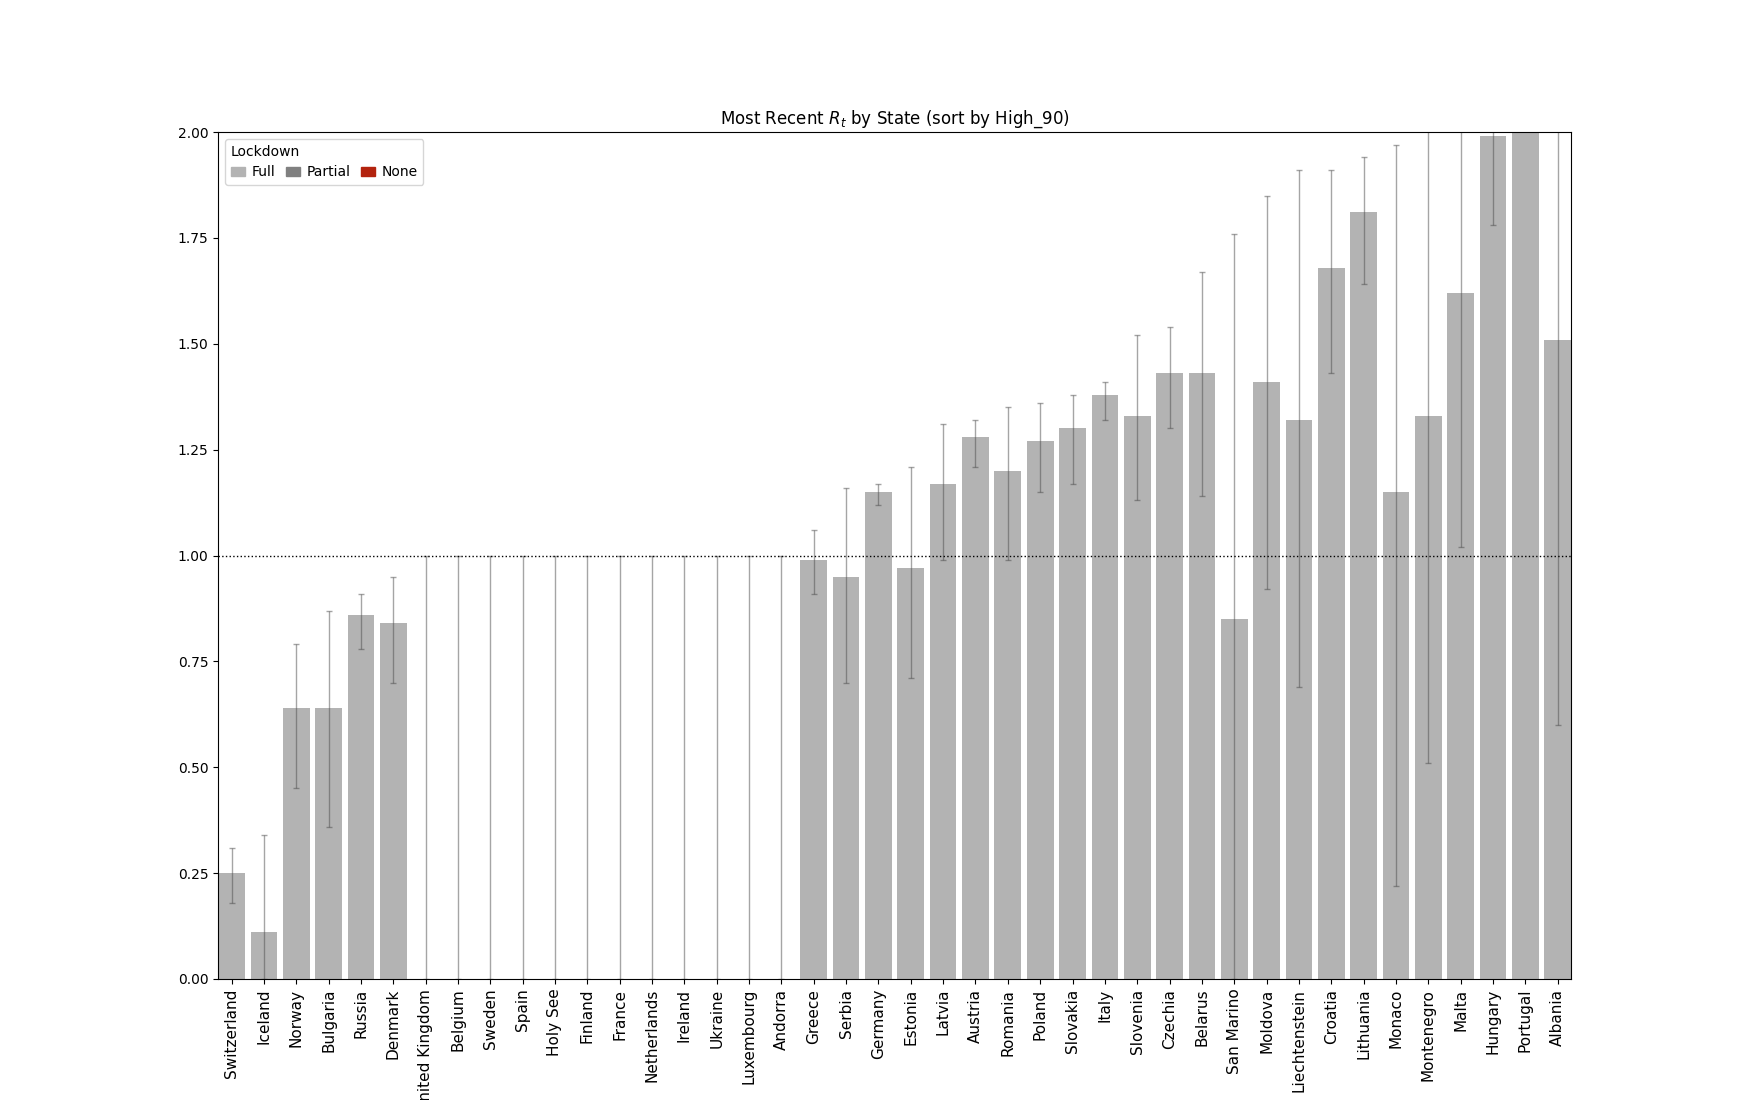 Most Recent R_t by State (sort by High_90)
Lockdown
Full Partial None
2.00
1.75
1.50
1.25
1.00
0.75
0.50
0.25
0.00
Switzerland
Iceland
Norway
Bulgaria
Russia
Denmark
nited Kingdom
Belgium
Sweden
Spain
Holy See
Finland
France
Netherlands
Ireland
Ukraine
Luxembourg
Andorra
Greece
Serbia
Germany
Estonia
Latvia
Austria
Romania
Poland
Slovakia
Italy
Slovenia
Czechia
Belarus
San Marino
Moldova
Liechtenstein
Croatia
Lithuania
Monaco
Montenegro
Malta
Hungary
Portugal
Albania